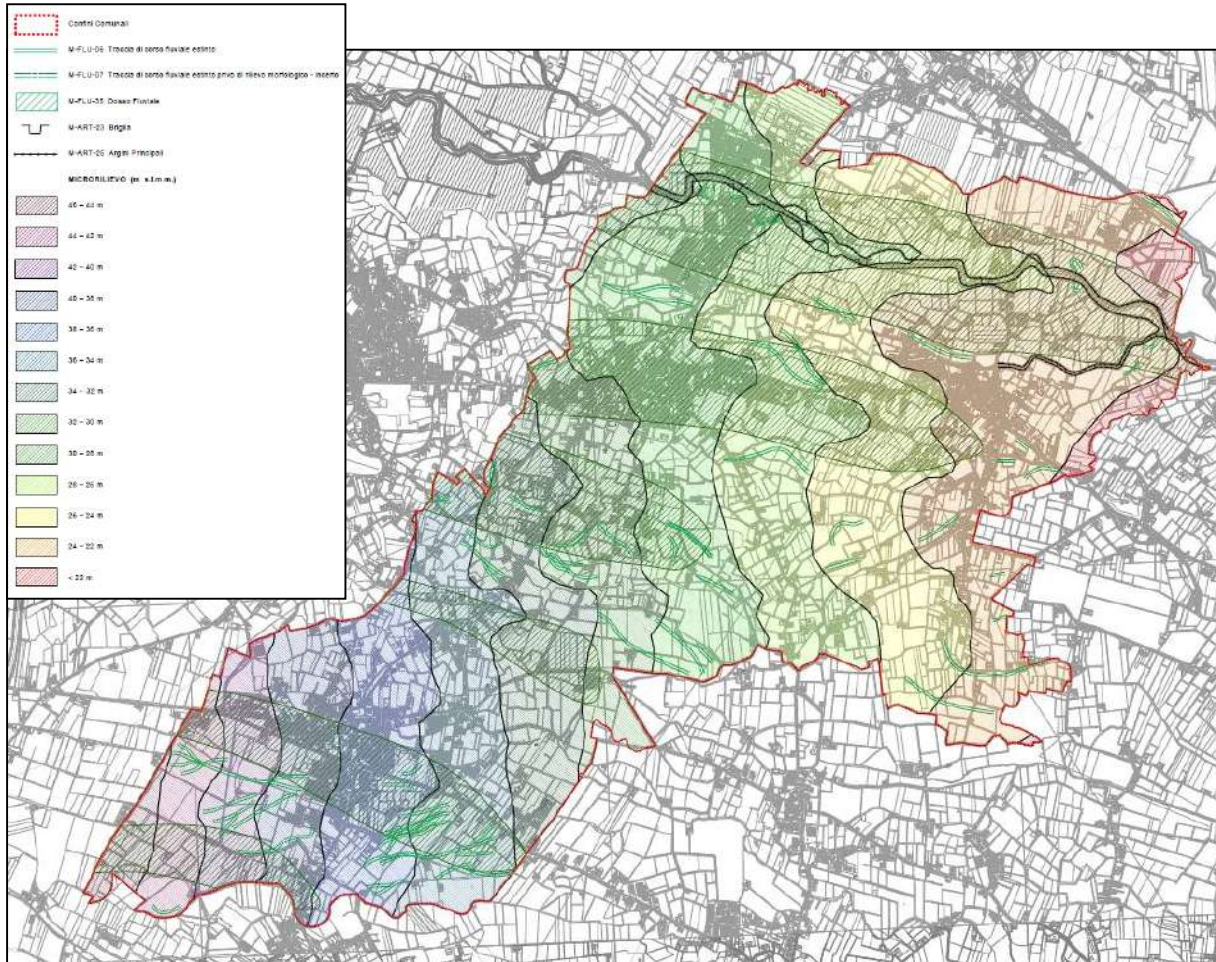 Confini Comunali
M-FLU-06 Traccia di corso fluviale estinto
M-FLU-07 Traccia di corso fluviale estinto privo di rilievo morfologico - incerto
M-FLU-35 Dosso Fluviale
M-ART-23 Briglia
M-ART-25 Argini Principali
MICRORILIEVO (m s.l.m.m.)
46 - 44 m
44 - 42 m
42 - 40 m
40 - 38 m
38 - 36 m
36 - 34 m
34 - 32 m
32 - 30 m
30 - 28 m
28 - 26 m
26 - 24 m
24 - 22 m
< 22 m